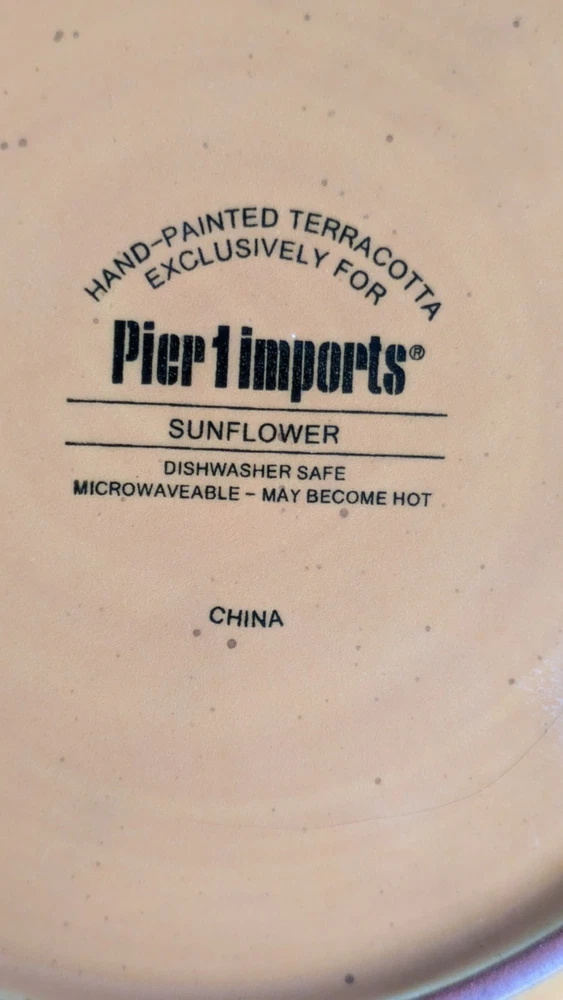 HAND-PAINTED TERRACOTTA
EXCLUSIVELY FOR
Pier 1 imports®
SUNFLOWER
DISHWASHER SAFE
MICROWAVEABLE - MAY BECOME HOT
CHINA